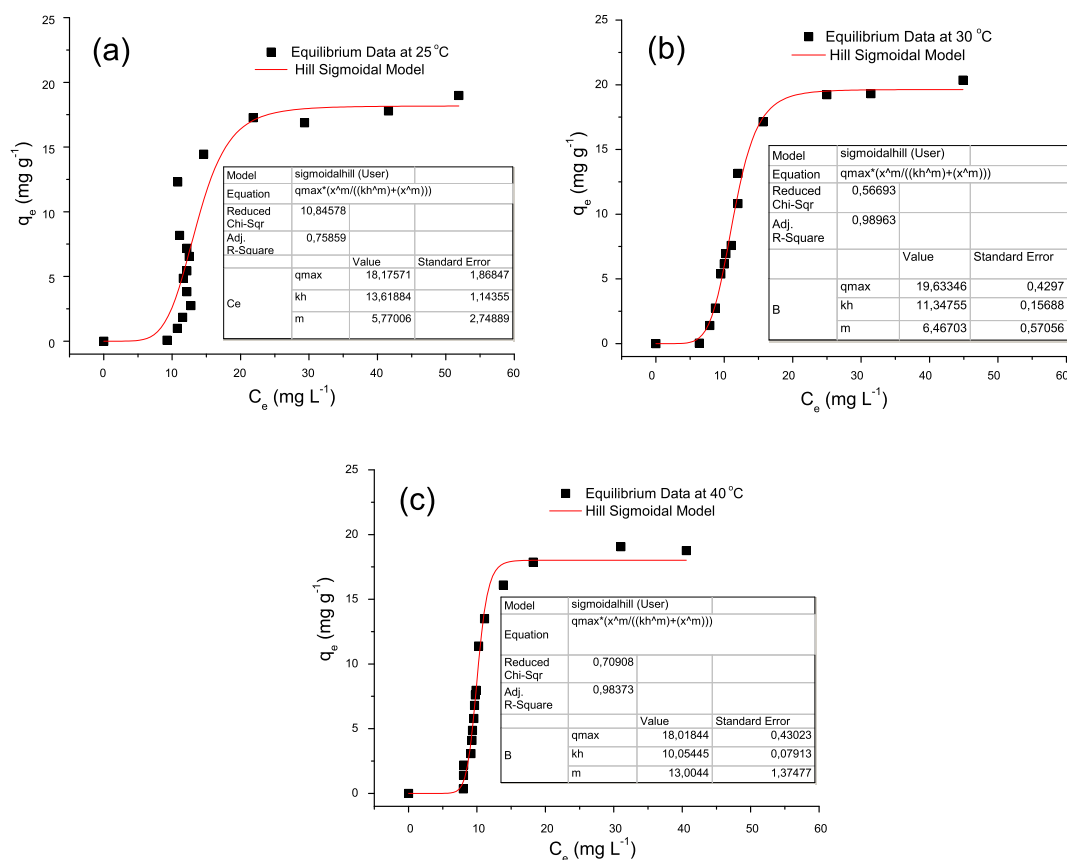 (a)
Equilibrium Data at 25 °C
Hill Sigmoidal Model
25
20
15
10
5
0
qe (mg g-1)
Model sigmoidalhill (User)
Equation qmax*(x^m/((kh^m)+(x^m)))
Reduced Chi-Sqr 10,84578
Adj. R-Square 0,75859
Value Standard Error
Ce qmax 18,17571 1,86847
kh 13,61884 1,14355
m 5,77006 2,74889
0 10 20 30 40 50 60
Ce (mg L-1)
(b)
Equilibrium Data at 30 °C
Hill Sigmoidal Model
25
20
15
10
5
0
qe (mg g-1)
Model sigmoidalhill (User)
Equation qmax*(x^m/((kh^m)+(x^m)))
Reduced Chi-Sqr 0,56693
Adj. R-Square 0,98963
Value Standard Error
B qmax 19,63346 0,4297
kh 11,34755 0,15688
m 6,46703 0,57056
0 10 20 30 40 50 60
Ce (mg L-1)
(c)
Equilibrium Data at 40 °C
Hill Sigmoidal Model
25
20
15
10
5
0
qe (mg g-1)
Model sigmoidalhill (User)
Equation qmax*(x^m/((kh^m)+(x^m)))
Reduced Chi-Sqr 0,70908
Adj. R-Square 0,98373
Value Standard Error
B qmax 18,01844 0,43023
kh 10,05445 0,07913
m 13,0044 1,37477
0 10 20 30 40 50 60
Ce (mg L-1)